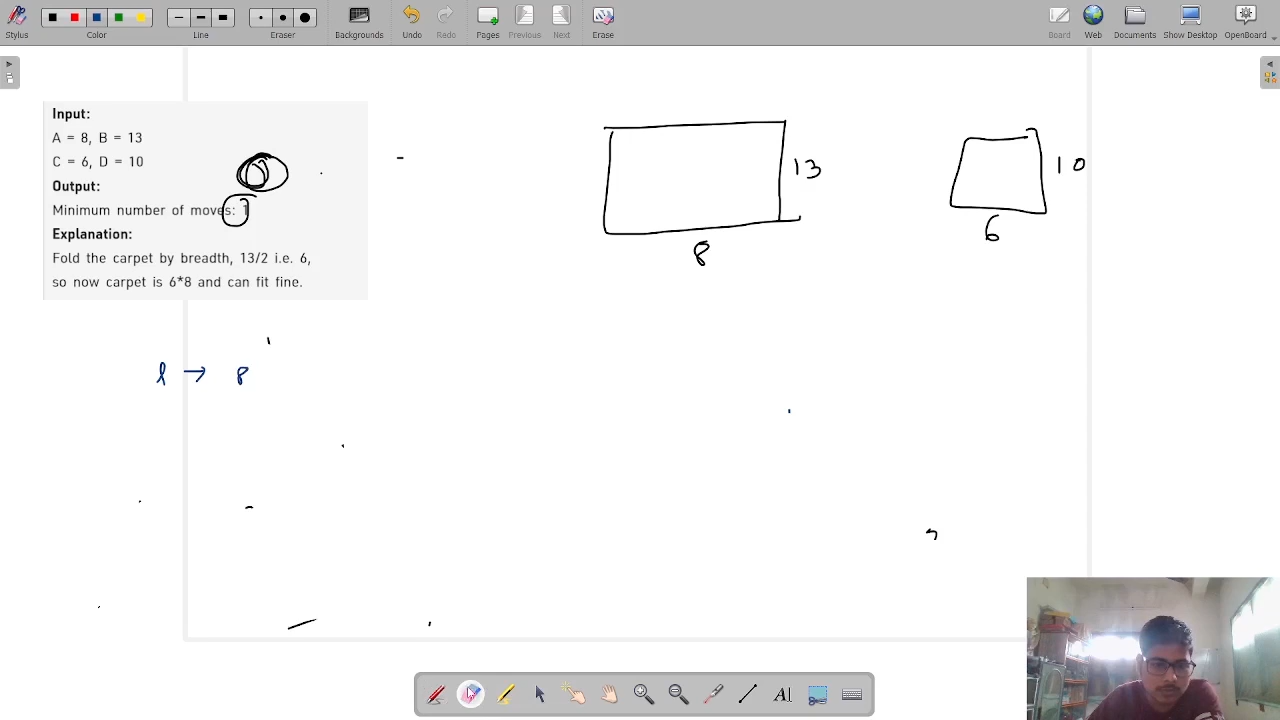 Stylus Color Line Eraser Backgrounds Undo Redo Pages Previous Next Erase Board Web Documents Show Desktop OpenBoard
Input:
A = 8, B = 13
C = 6, D = 10
Output:
Minimum number of moves: 1
Explanation:
Fold the carpet by breadth, 13/2 i.e. 6,
so now carpet is 6*8 and can fit fine.
13
8
10
6
l → 8